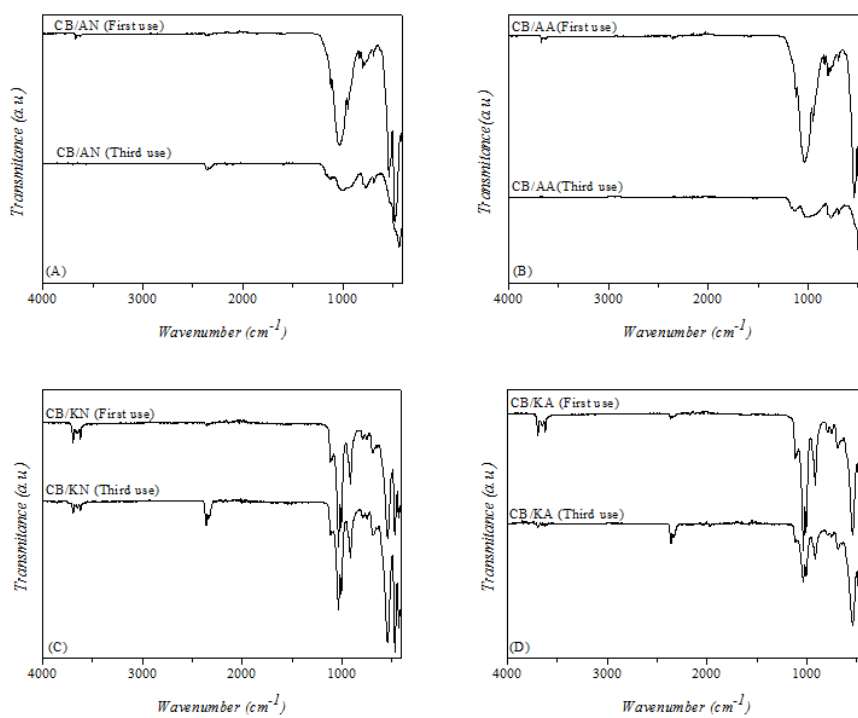 CB/AN (First use)
CB/AN (Third use)
(A)
Transmitance (a.u)
4000 3000 2000 1000
Wavenumber (cm-1)
CB/AA(First use)
CB/AA(Third use)
(B)
Transmitance(a.u)
4000 3000 2000 1000
Wavenumber (cm-1)
CB/KN (First use)
CB/KN (Third use)
(C)
Transmitance (a.u)
4000 3000 2000 1000
Wavenumber (cm-1)
CB/KA (First use)
CB/KA (Third use)
(D)
Transmitance (a.u)
4000 3000 2000 1000
Wavenumber (cm-1)